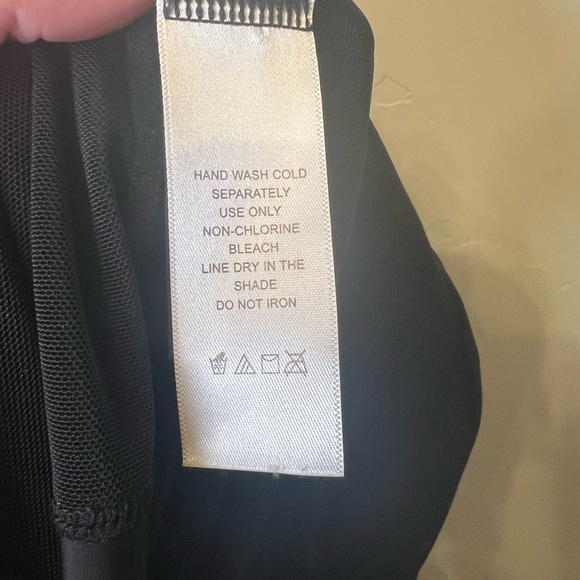 HAND WASH COLD
SEPARATELY
USE ONLY
NON-CHLORINE
BLEACH
LINE DRY IN THE
SHADE
DO NOT IRON